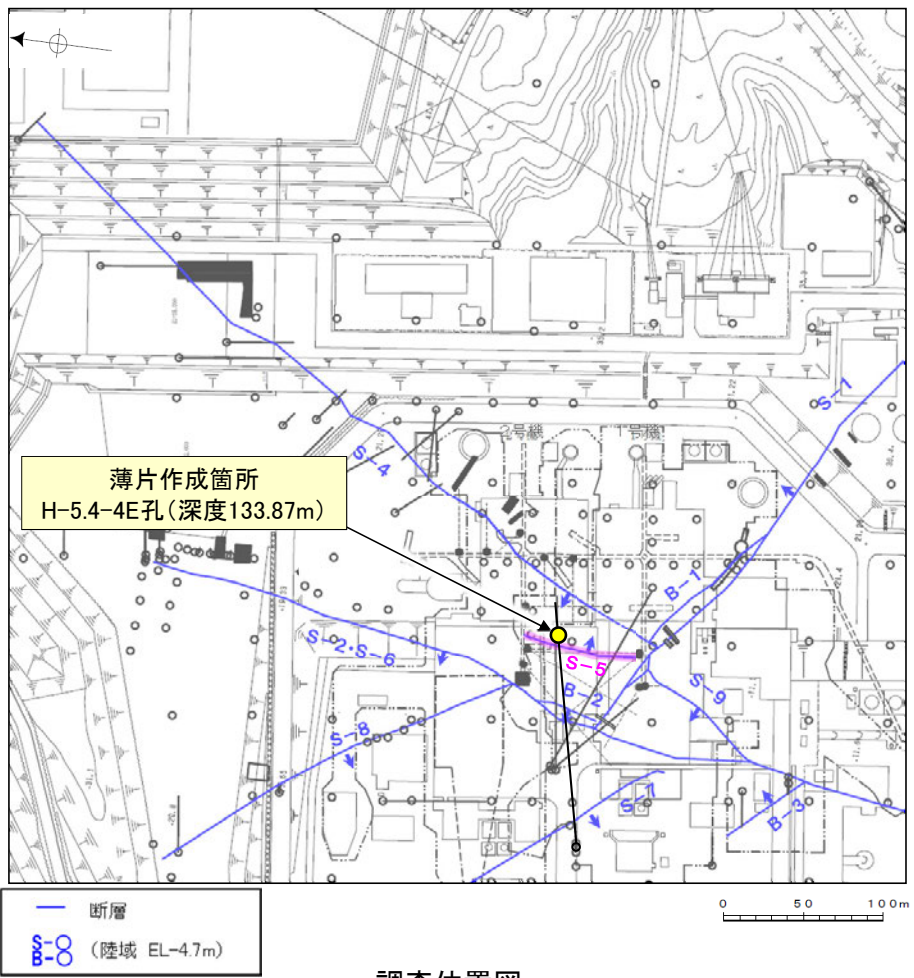 S-1
2号機
1号機
S-4
薄片作成箇所
H-5.4-4E孔(深度133.87m)
B-1
S-2・S-6
S-5
S-9
B-2
S-8
S-7
B-3
断層
S-○
B-○
(陸域 EL-4.7m)
0 50 100m
調査位置図